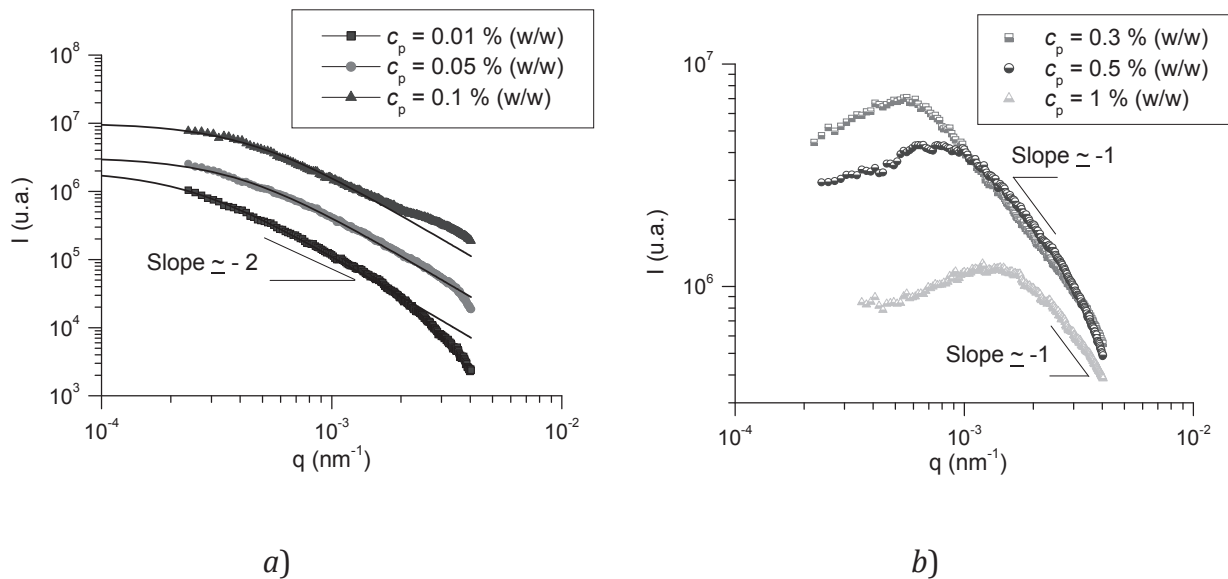 c_p = 0.01 % (w/w)
c_p = 0.05 % (w/w)
c_p = 0.1 % (w/w)
10^8
10^7
10^6
10^5
10^4
10^3
I (u.a.)
Slope ≃ - 2
10^-4
10^-3
10^-2
q (nm^-1)
a)
c_p = 0.3 % (w/w)
c_p = 0.5 % (w/w)
c_p = 1 % (w/w)
10^7
10^6
I (u.a.)
Slope ≃ -1
Slope ≃ -1
10^-4
10^-3
10^-2
q (nm^-1)
b)